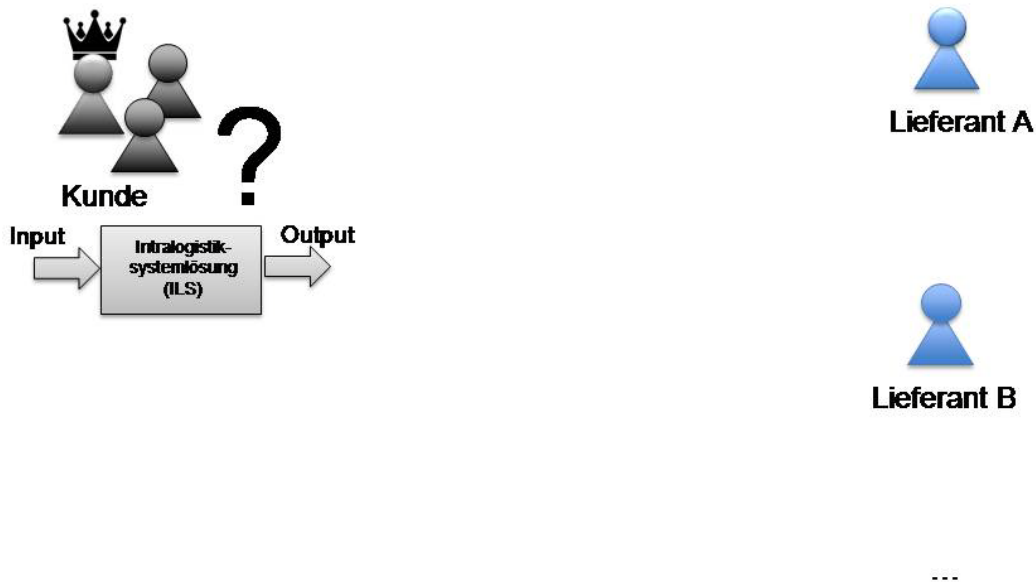 ?
Kunde
Input
Intralogistik-
systemlösung
(ILS)
Output
Lieferant A
Lieferant B
...